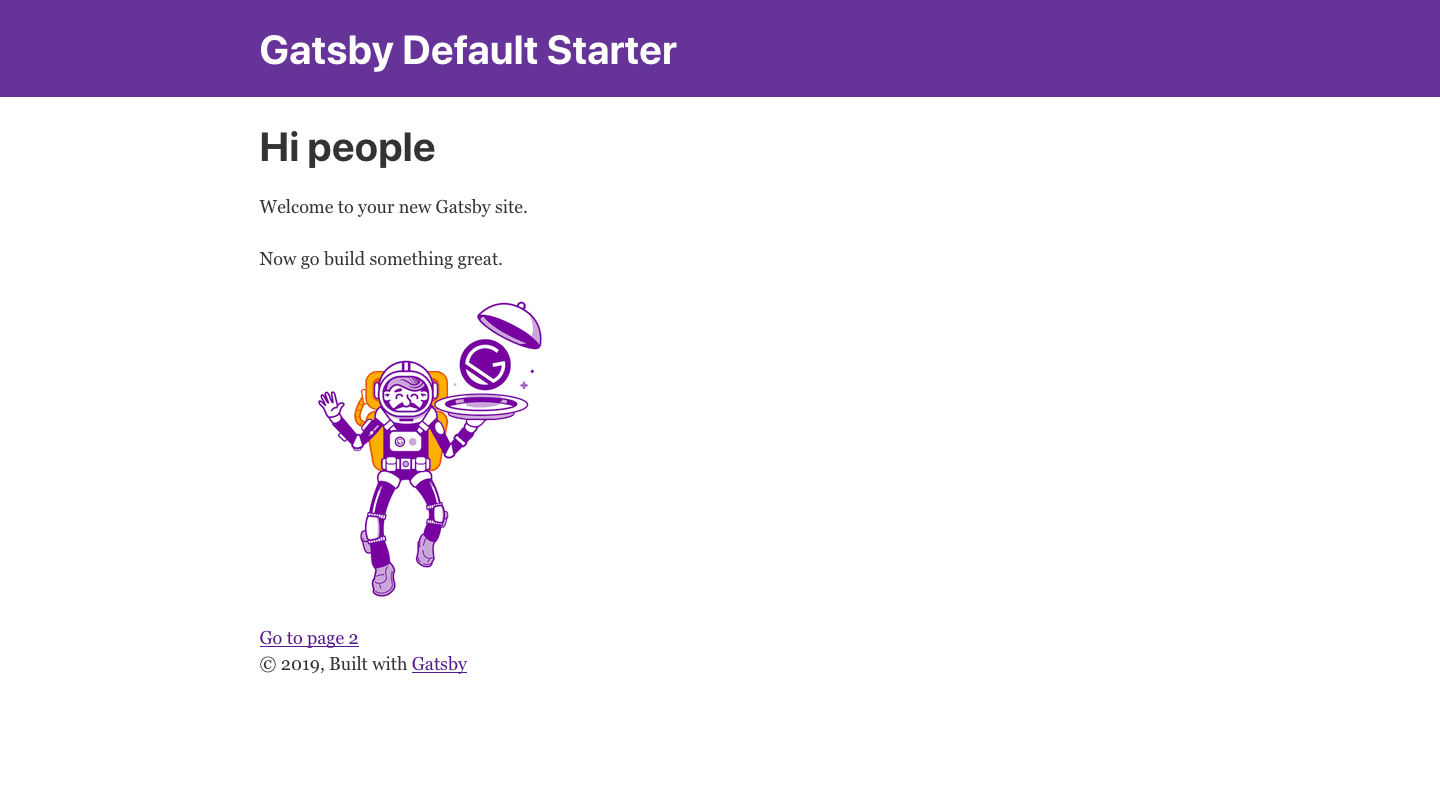 Gatsby Default Starter
Hi people
Welcome to your new Gatsby site.
Now go build something great.
Go to page 2
© 2019, Built with Gatsby